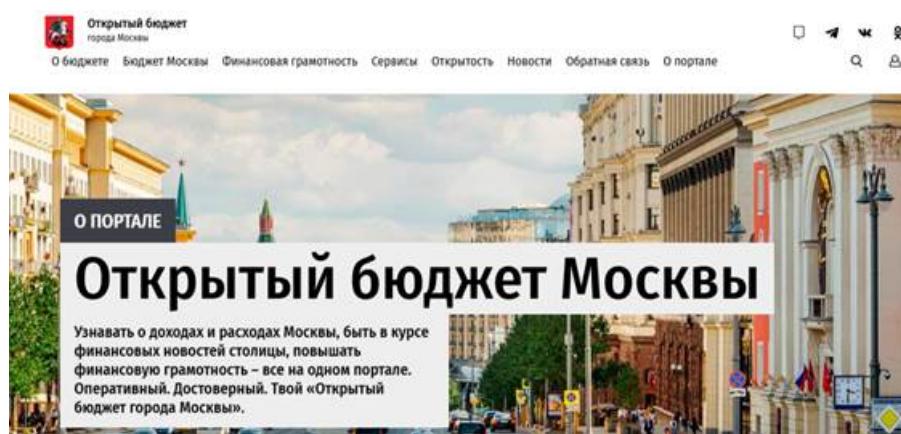 Открытый бюджет
города Москвы
О бюджете Бюджет Москвы Финансовая грамотность Сервисы Открытость Новости Обратная связь О портале
О ПОРТАЛЕ
Открытый бюджет Москвы
Узнавать о доходах и расходах Москвы, быть в курсе
финансовых новостей столицы, повышать
финансовую грамотность – все на одном портале.
Оперативный. Достоверный. Твой «Открытый
бюджет города Москвы».